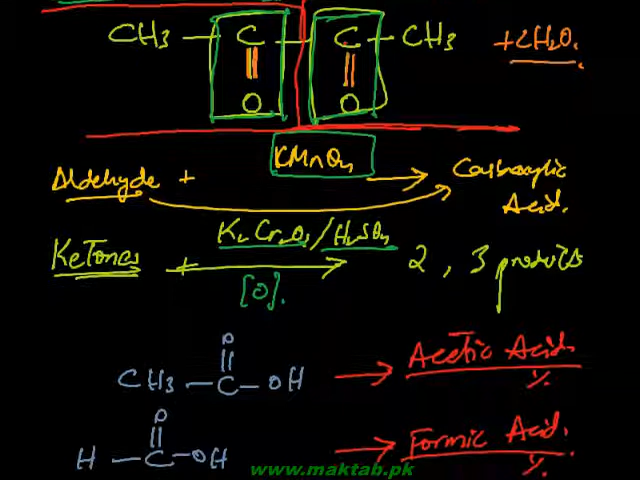 CH3 — C — C — CH3 +2H2O.
O O
Aldehyde + KMnO4 → Carboxylic
Acid.
Ketones + K2Cr2O7/H2SO4 → 2, 3 products
[O].
O
CH3 — C — OH → Acetic Acid.
O
H — C — OH → Formic Acid.
www.maktab.pk